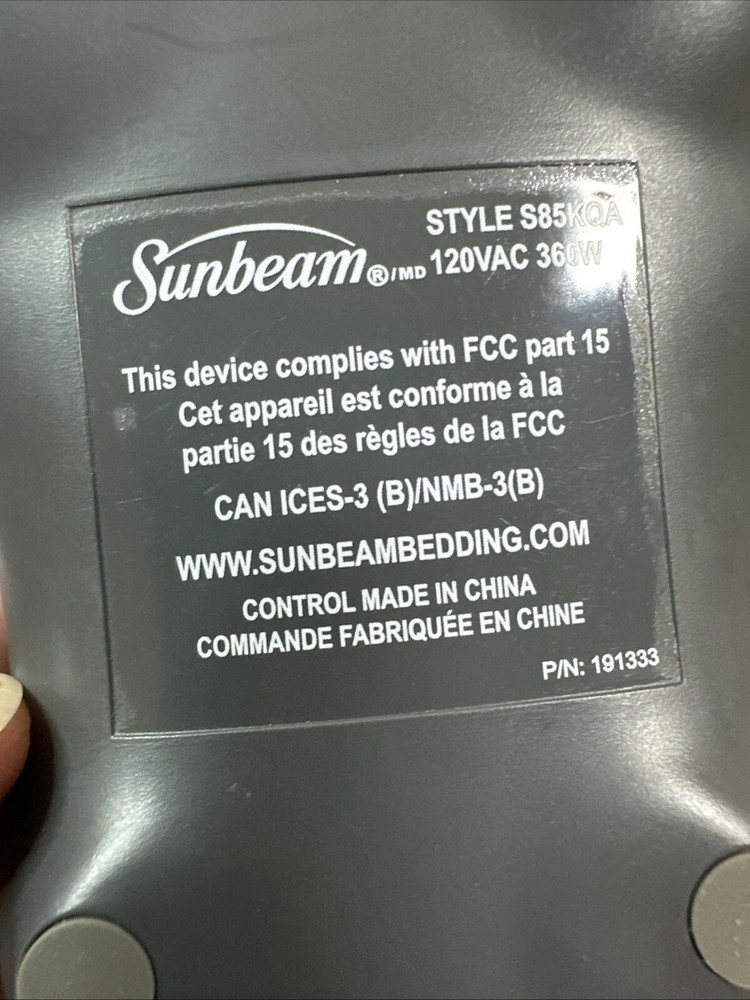 Sunbeam®/MD
STYLE S85KQA
120VAC 360W
This device complies with FCC part 15
Cet appareil est conforme à la
partie 15 des règles de la FCC
CAN ICES-3 (B)/NMB-3(B)
WWW.SUNBEAMBEDDING.COM
CONTROL MADE IN CHINA
COMMANDE FABRIQUÉE EN CHINE
P/N: 191333